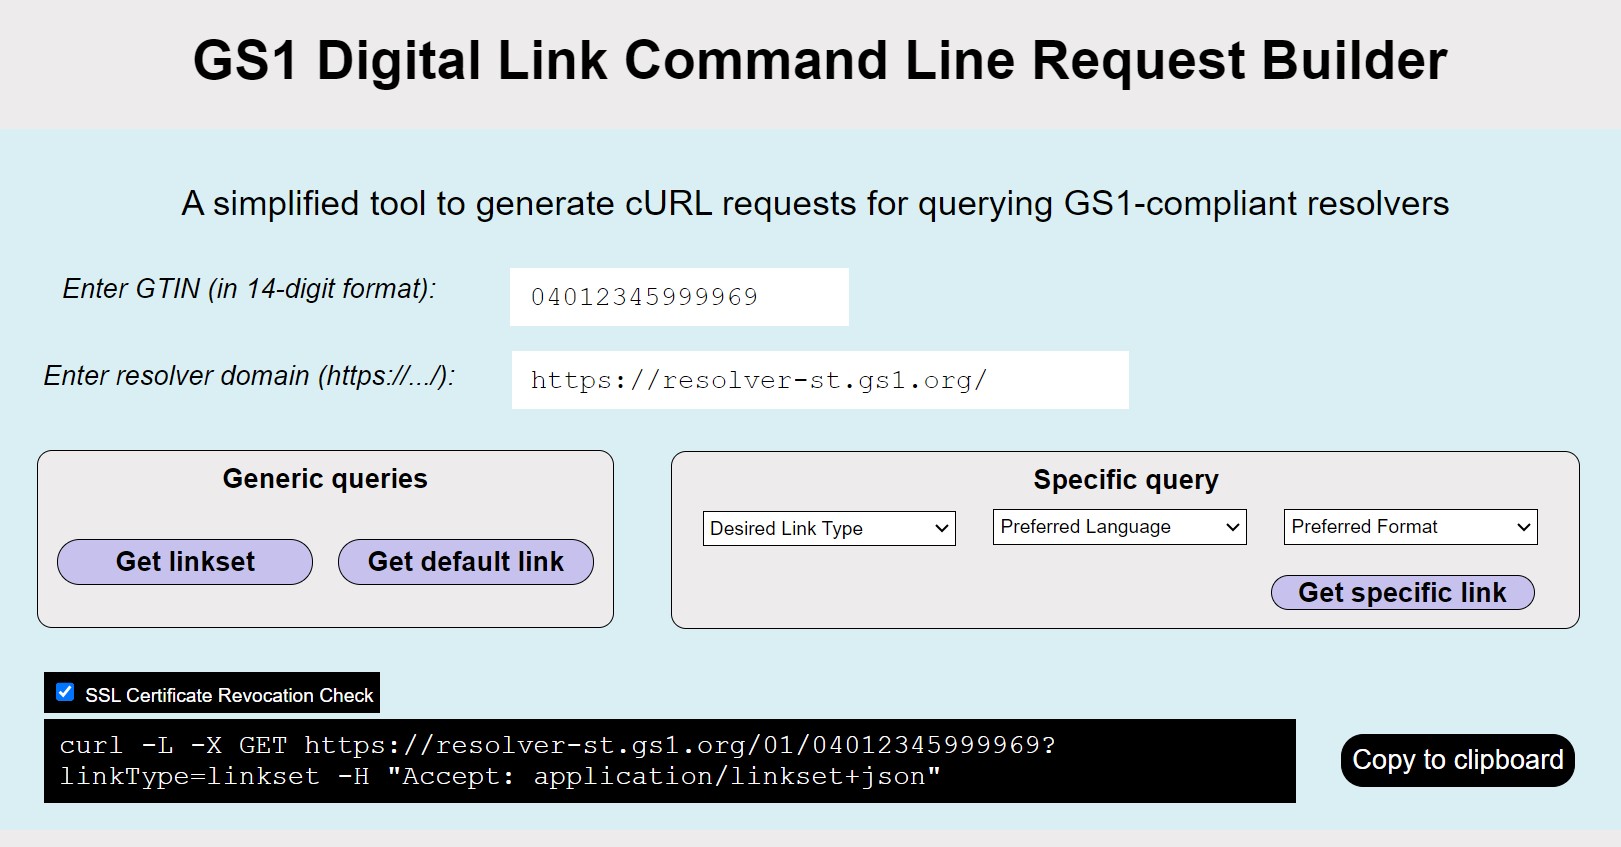 GS1 Digital Link Command Line Request Builder
A simplified tool to generate cURL requests for querying GS1-compliant resolvers
Enter GTIN (in 14-digit format):
04012345999969
Enter resolver domain (https://.../):
https://resolver-st.gs1.org/
Generic queries
Get linkset
Get default link
Specific query
Desired Link Type
Preferred Language
Preferred Format
Get specific link
SSL Certificate Revocation Check
curl -L -X GET https://resolver-st.gs1.org/01/04012345999969?
linkType=linkset -H "Accept: application/linkset+json"
Copy to clipboard